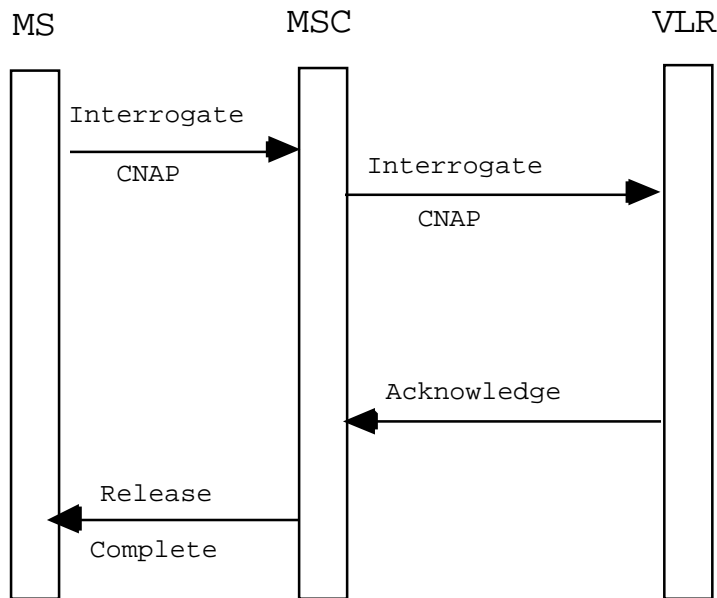 MS MSC VLR
Interrogate
CNAP
Interrogate
CNAP
Acknowledge
Release
Complete